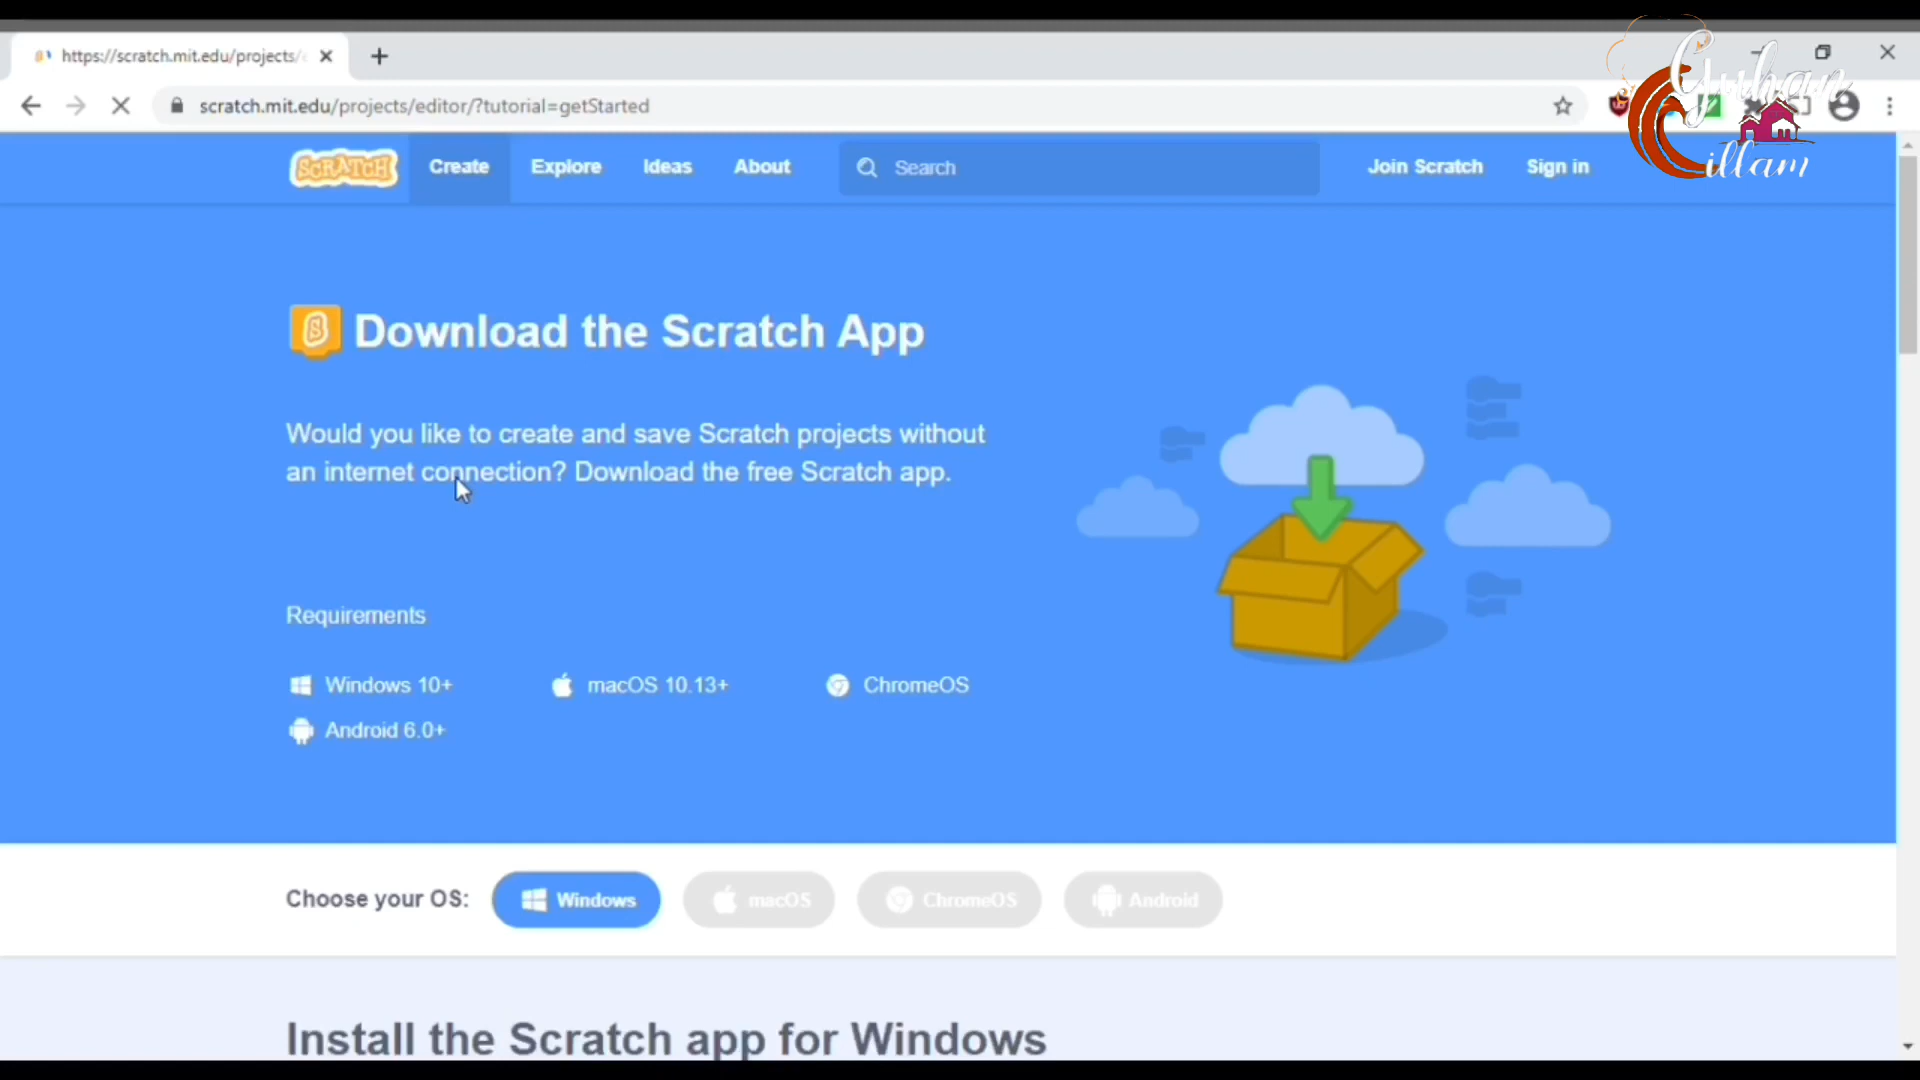 https://scratch.mit.edu/projects/
scratch.mit.edu/projects/editor/?tutorial=getStarted
SCRATCH
Create
Explore
Ideas
About
Search
Join Scratch
Sign in
Guhan
illam
Download the Scratch App
Would you like to create and save Scratch projects without
an internet connection? Download the free Scratch app.
Requirements
Windows 10+
macOS 10.13+
ChromeOS
Android 6.0+
Choose your OS:
Windows
macOS
ChromeOS
Android
Install the Scratch app for Windows